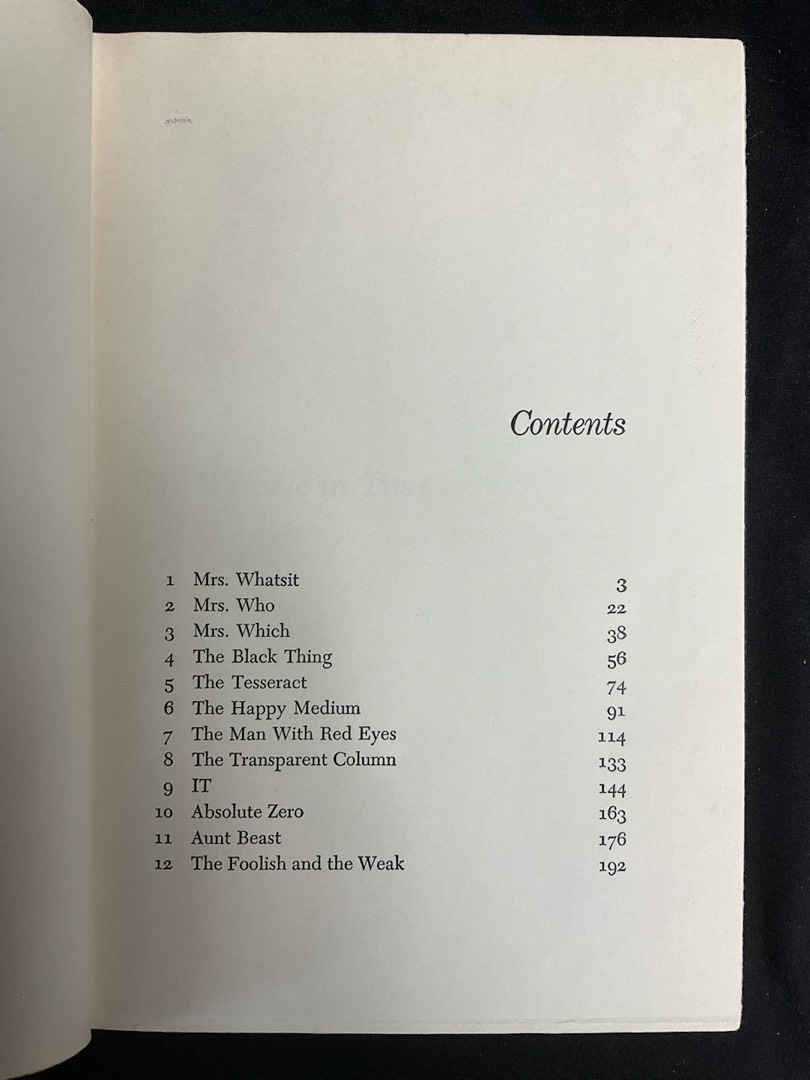 Contents
1 Mrs. Whatsit 3
2 Mrs. Who 22
3 Mrs. Which 38
4 The Black Thing 56
5 The Tesseract 74
6 The Happy Medium 91
7 The Man With Red Eyes 114
8 The Transparent Column 133
9 IT 144
10 Absolute Zero 163
11 Aunt Beast 176
12 The Foolish and the Weak 192